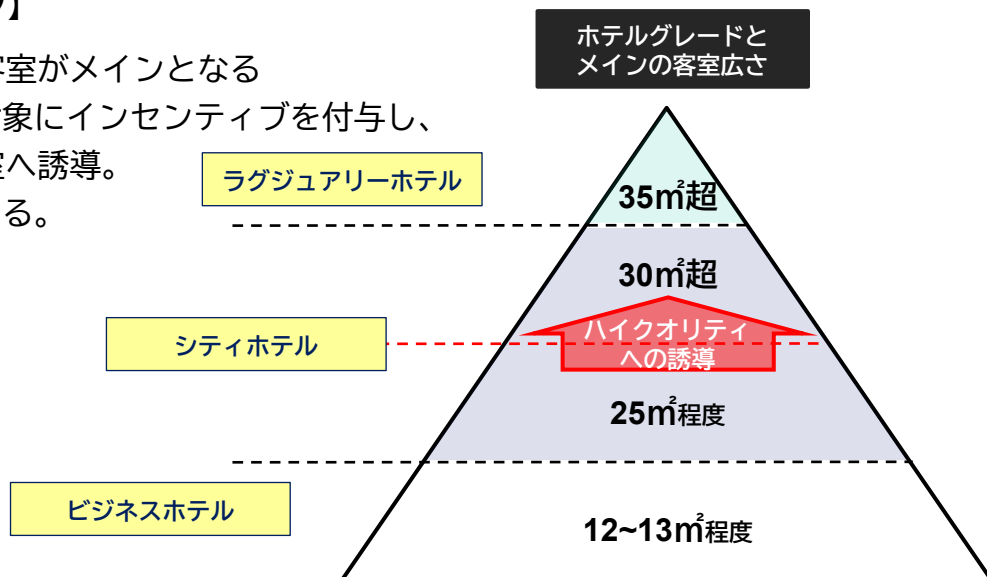 】
客室がメインとなる
象にインセンティブを付与し、
室へ誘導。
る。
ホテルグレードと
メインの客室広さ
ラグジュアリーホテル
35㎡超
30㎡超
ハイクオリティ
への誘導
シティホテル
25㎡程度
ビジネスホテル
12~13㎡程度